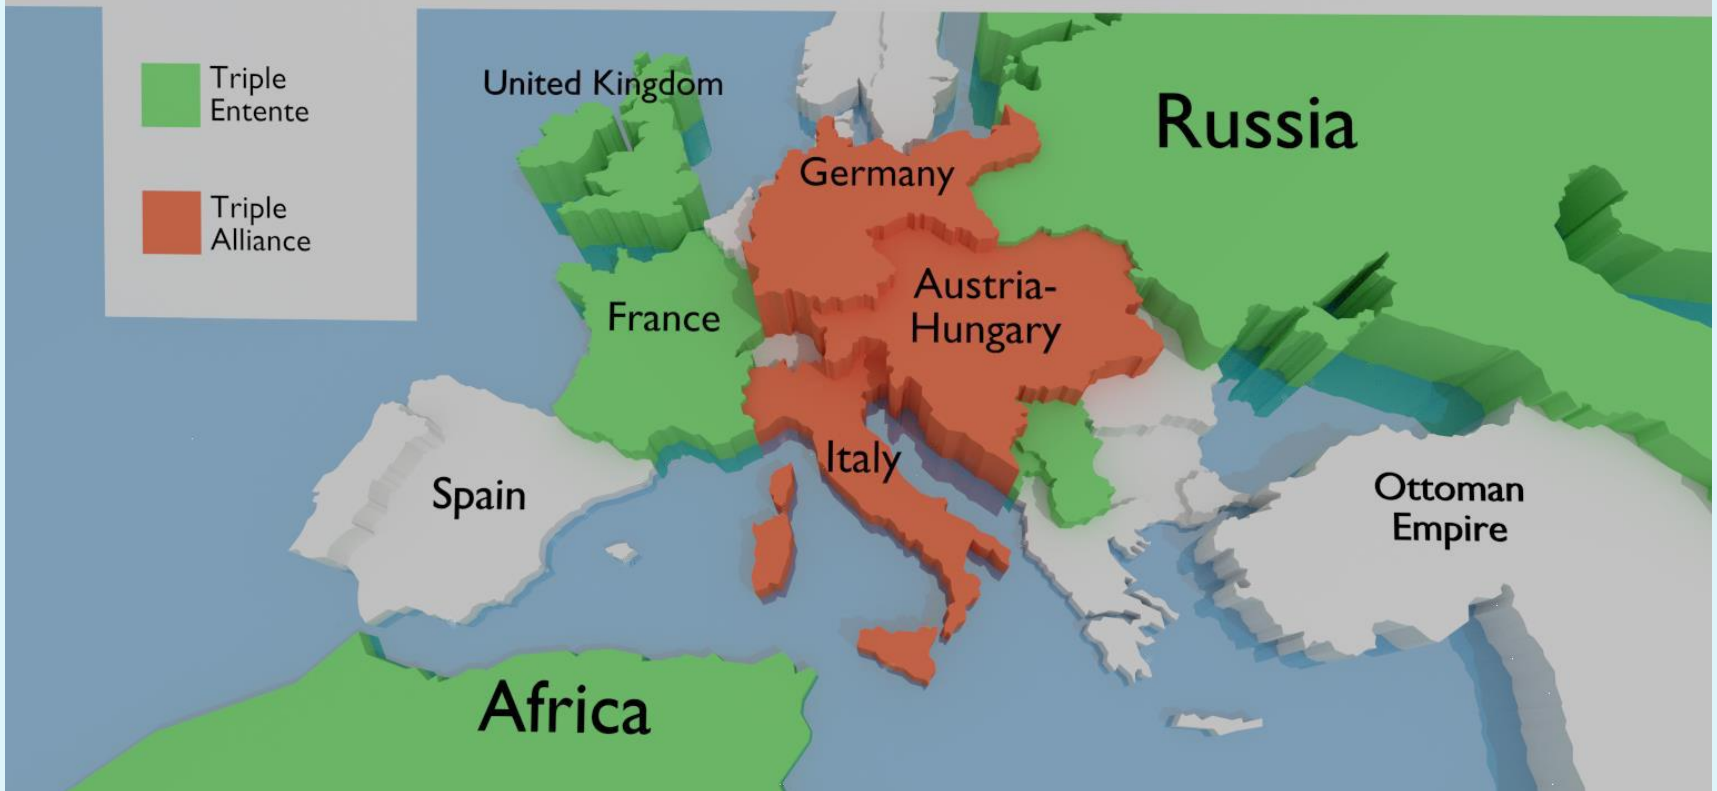 Triple
Entente
Triple
Alliance
United Kingdom
Russia
Germany
Austria-
Hungary
France
Italy
Spain
Ottoman
Empire
Africa